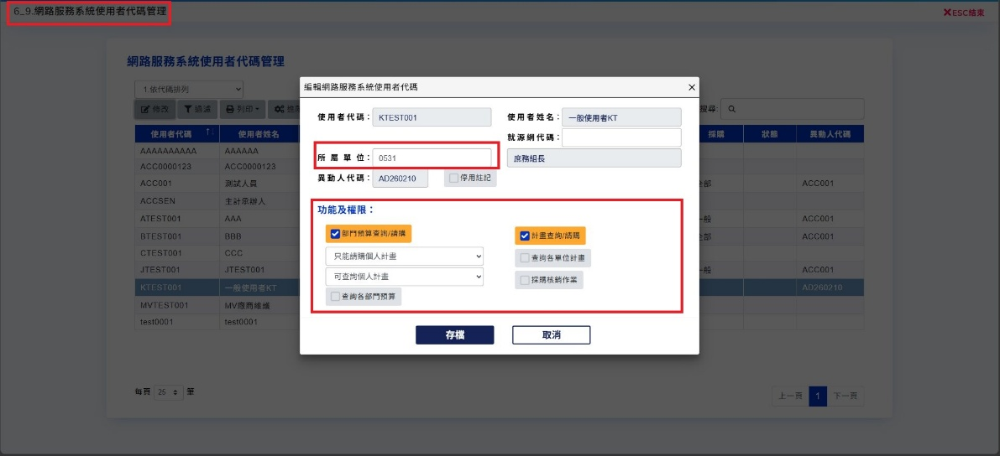 6_9.網路服務系統使用者代碼管理
✕ESC結束
網路服務系統使用者代碼管理
1.依代碼排列
修改 過濾 列印
搜尋:
使用者代碼 使用者姓名 採購 狀態 異動人代碼
AAAAAAAAAA AAAAAA
ACC0000123 ACC0000123
ACC001 測試人員 全部 ACC001
ACCSEN 主計承辦人
ATEST001 AAA 一般 ACC001
BTEST001 BBB 全部 ACC001
CTEST001 CCC
JTEST001 JTEST001 一般 ACC001
KTEST001 一般使用者KT AD260210
MVTEST001 MV廠商維護
test0001 test0001
每頁 25 筆
上一頁 1 下一頁
編輯網路服務系統使用者代碼 ×
使用者代碼: KTEST001 使用者姓名: 一般使用者KT
就源網代碼:
所屬單位: 0531 庶務組長
異動人代碼: AD260210 停用註記
功能及權限:
部門預算查詢/請購 計畫查詢/請購
只能請購個人計畫 查詢各單位計畫
可查詢個人計畫 採購核銷作業
查詢各部門預算
存檔 取消